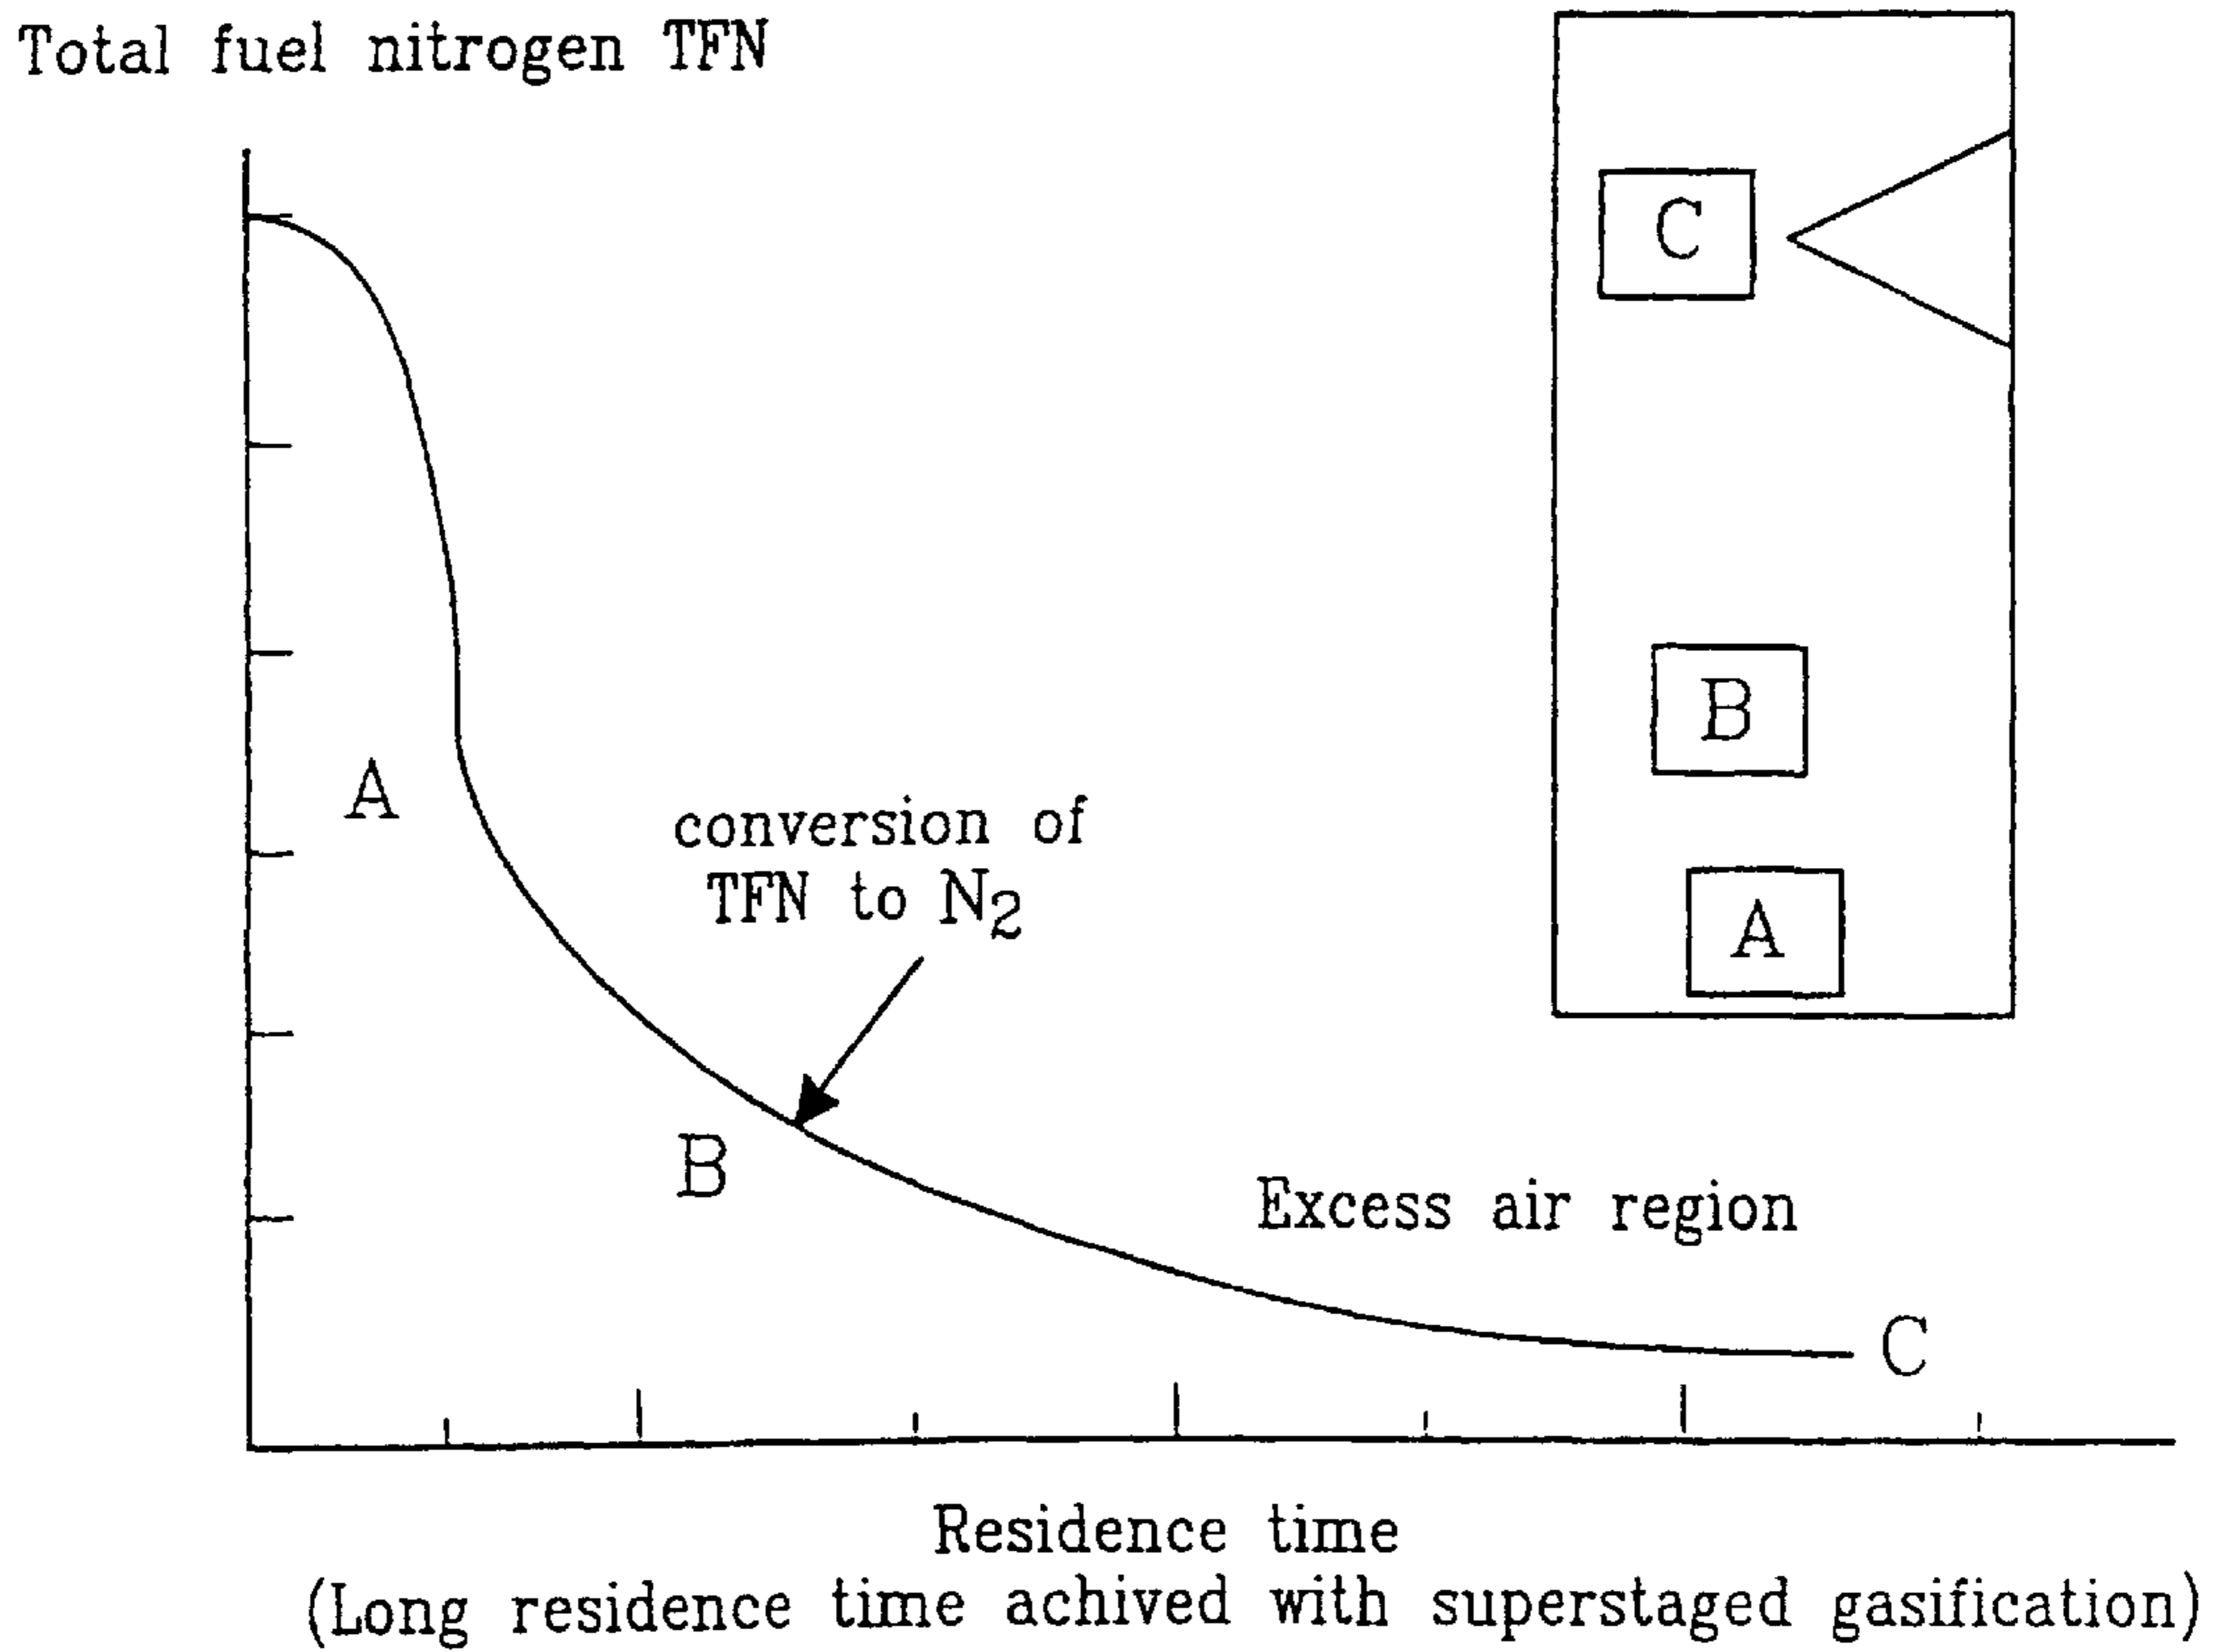 Total fuel nitrogen TFN
C
B
A
A
conversion of
TFN to N2
B
Excess air region
C
Residence time
(Long residence time achived with superstaged gasification)